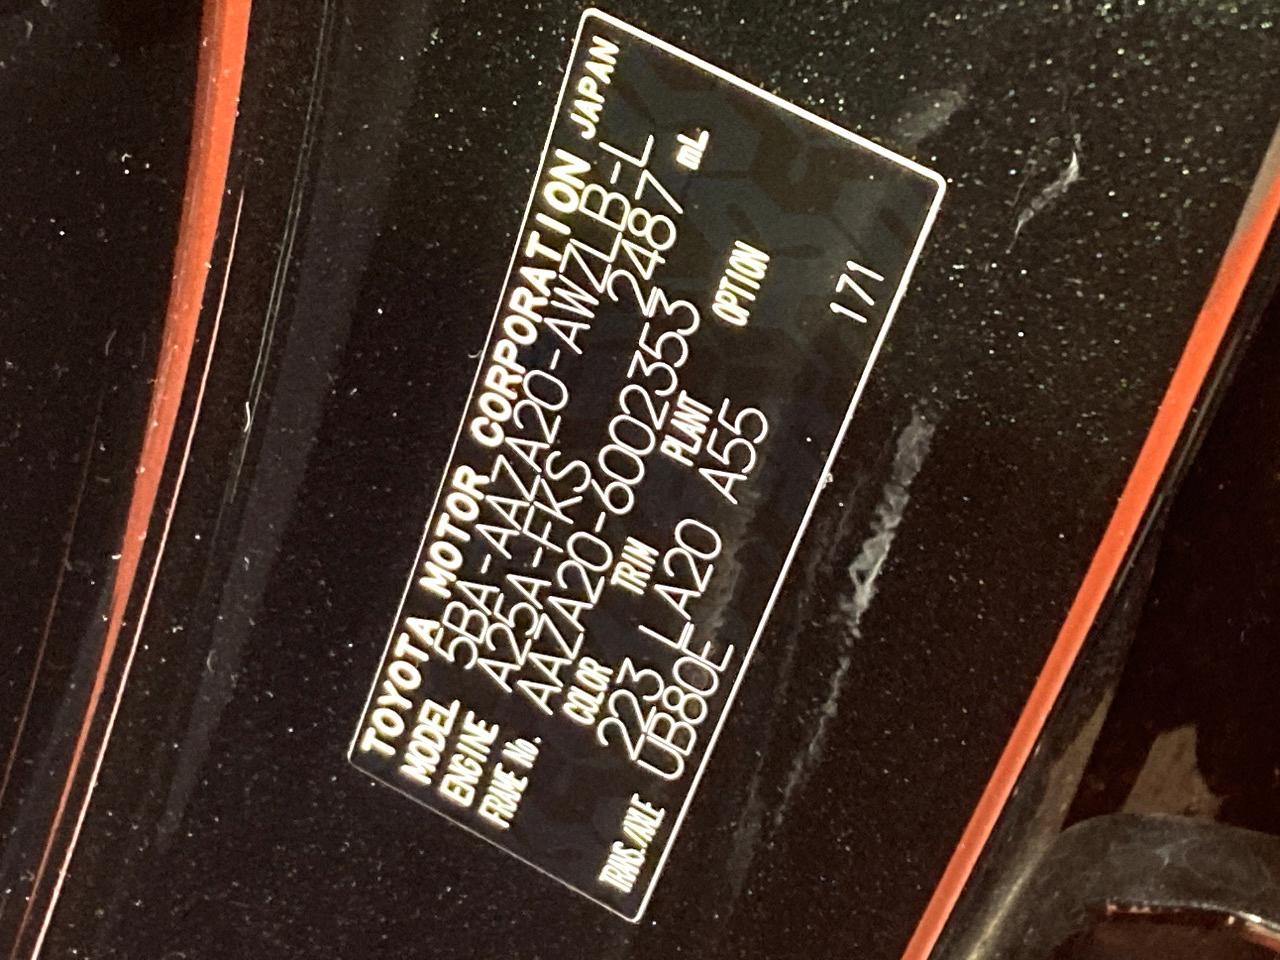 TOYOTA MOTOR CORPORATION JAPAN
MODEL 5BA-AAZA20-AWZLB-L
ENGINE A25A-FKS 2487 mL
FRAME No. AAZA20-6002353
COLOR TRIM PLANT OPTION
223 LA20 A55 171
TRANS./AXLE UB80E